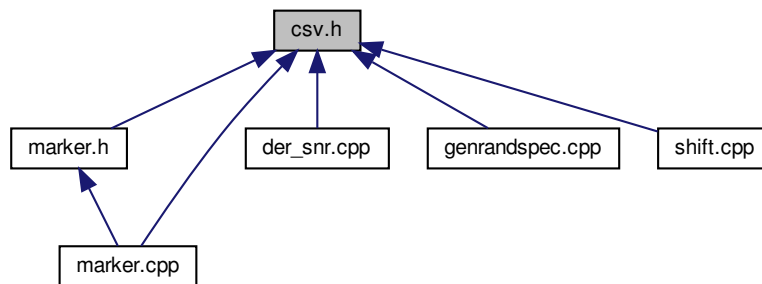 csv.h
marker.h
der_snr.cpp
genrandspec.cpp
shift.cpp
marker.cpp